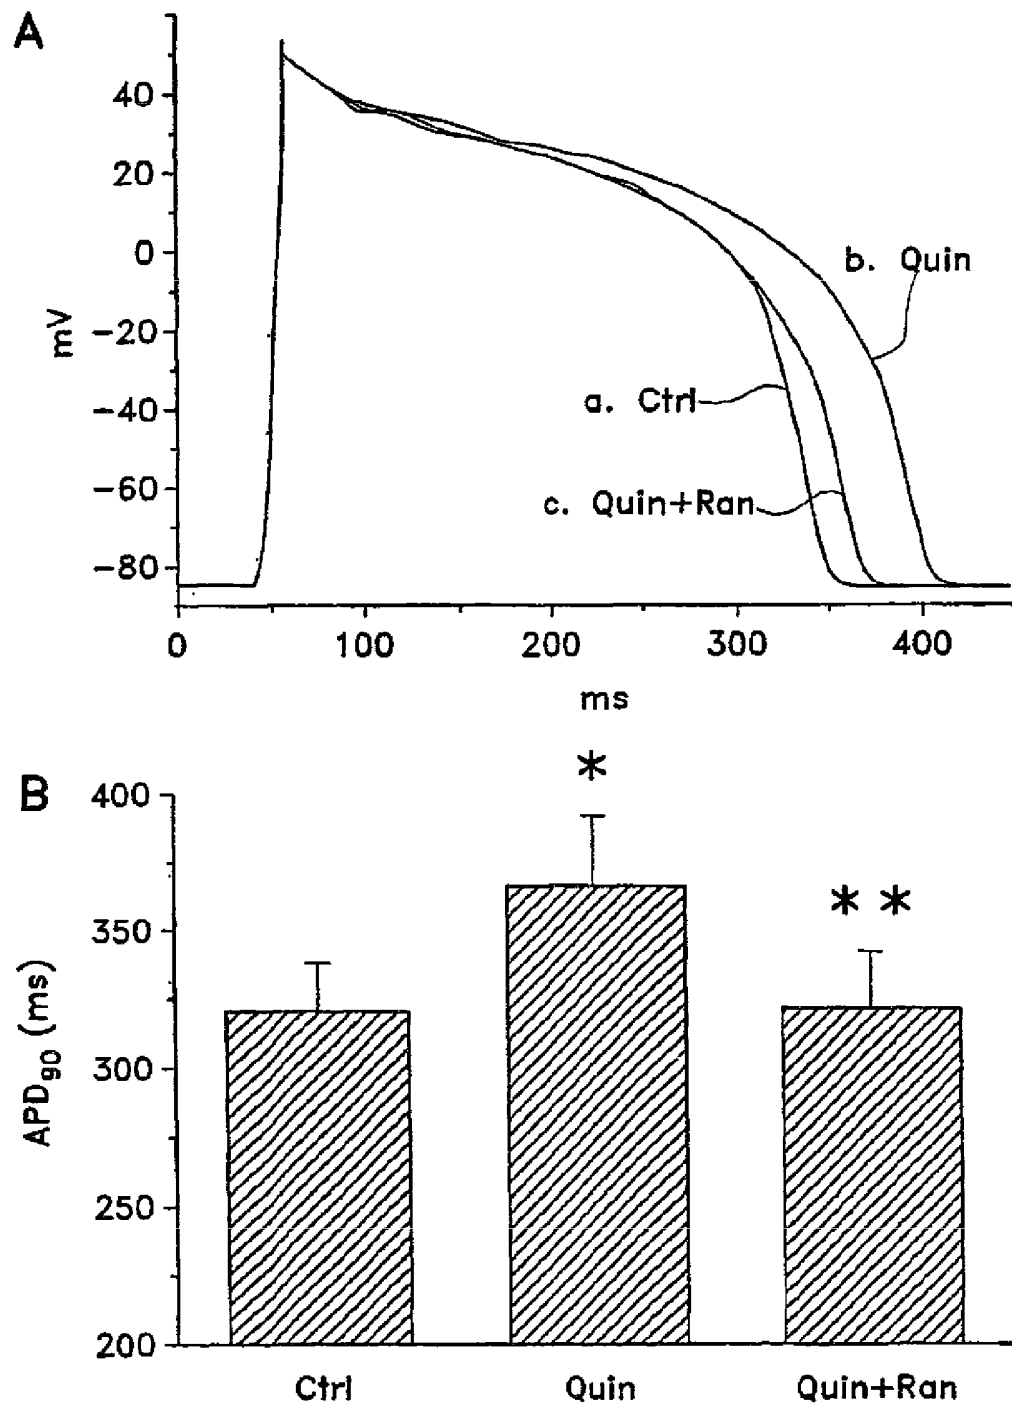 A
40
20
0
−20
−40
−60
−80
mV
b. Quin
a. Ctrl
c. Quin+Ran
0 100 200 300 400
ms
B
*
* *
400
350
300
250
200
APD90 (ms)
Ctrl Quin Quin+Ran